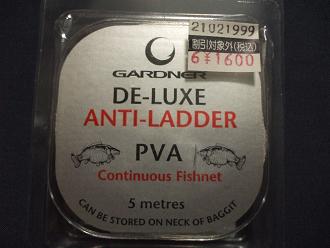 21021999
割引対象外(税込)
6 ¥1600
GARDNER
DE-LUXE
ANTI-LADDER
PVA
Continuous Fishnet
5 metres
CAN BE STORED ON NECK OF BAGGIT